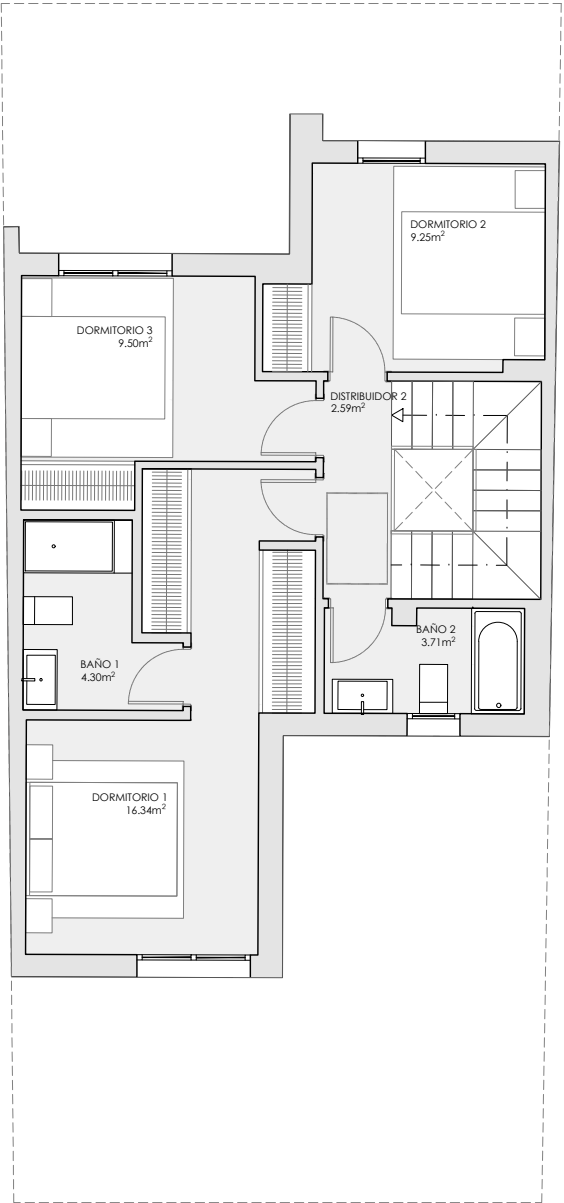 DORMITORIO 2
9.25m²
DORMITORIO 3
9.50m²
DISTRIBUIDOR 2
2.59m²
BAÑO 2
3.71m²
BAÑO 1
4.30m²
DORMITORIO 1
16.34m²